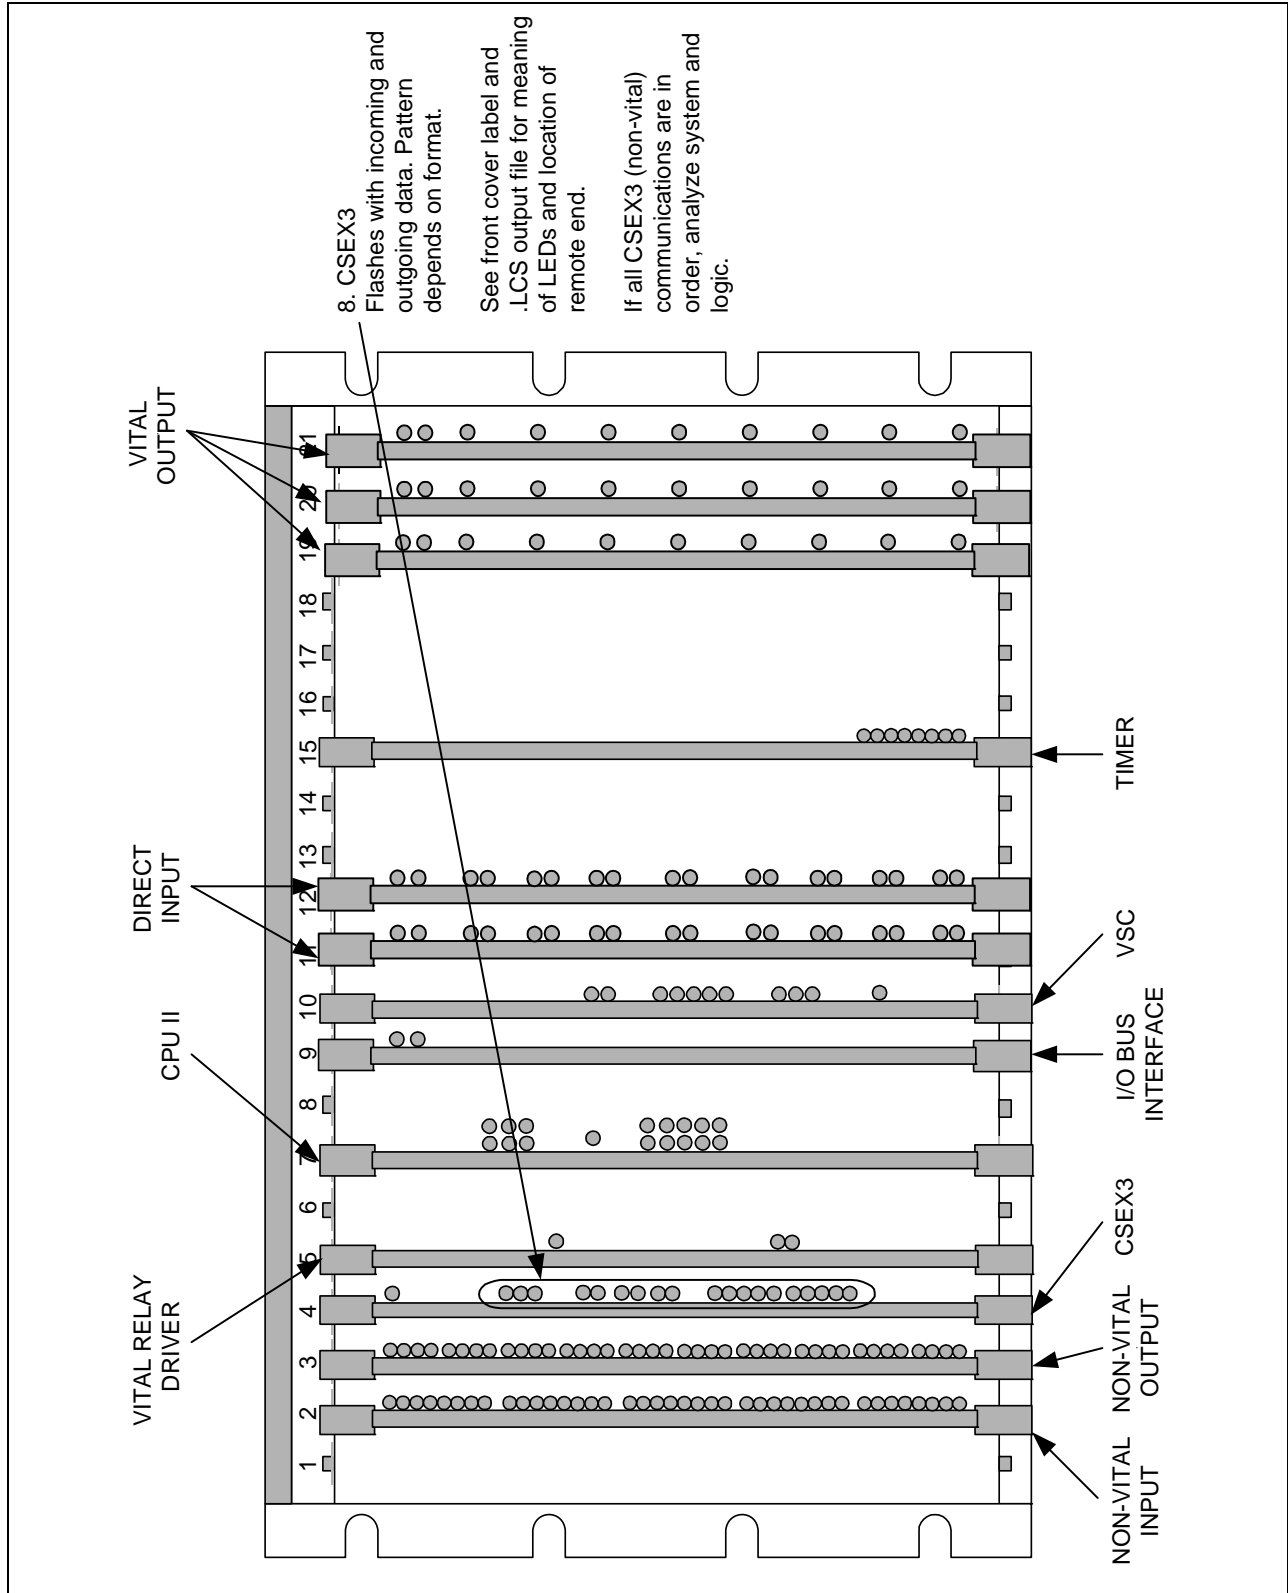 8. CSEX3
Flashes with incoming and
outgoing data. Pattern
depends on format.
See front cover label and
.LCS output file for meaning
of LEDs and location of
remote end.
If all CSEX3 (non-vital)
communications are in
order, analyze system and
logic.
VITAL RELAY
DRIVER
CPU II
DIRECT
INPUT
VITAL
OUTPUT
1
2
3
4
5
6
7
8
9
10
11
12
13
14
15
16
17
18
19
20
21
NON-VITAL
INPUT
NON-VITAL
OUTPUT
CSEX3
I/O BUS
INTERFACE
VSC
TIMER